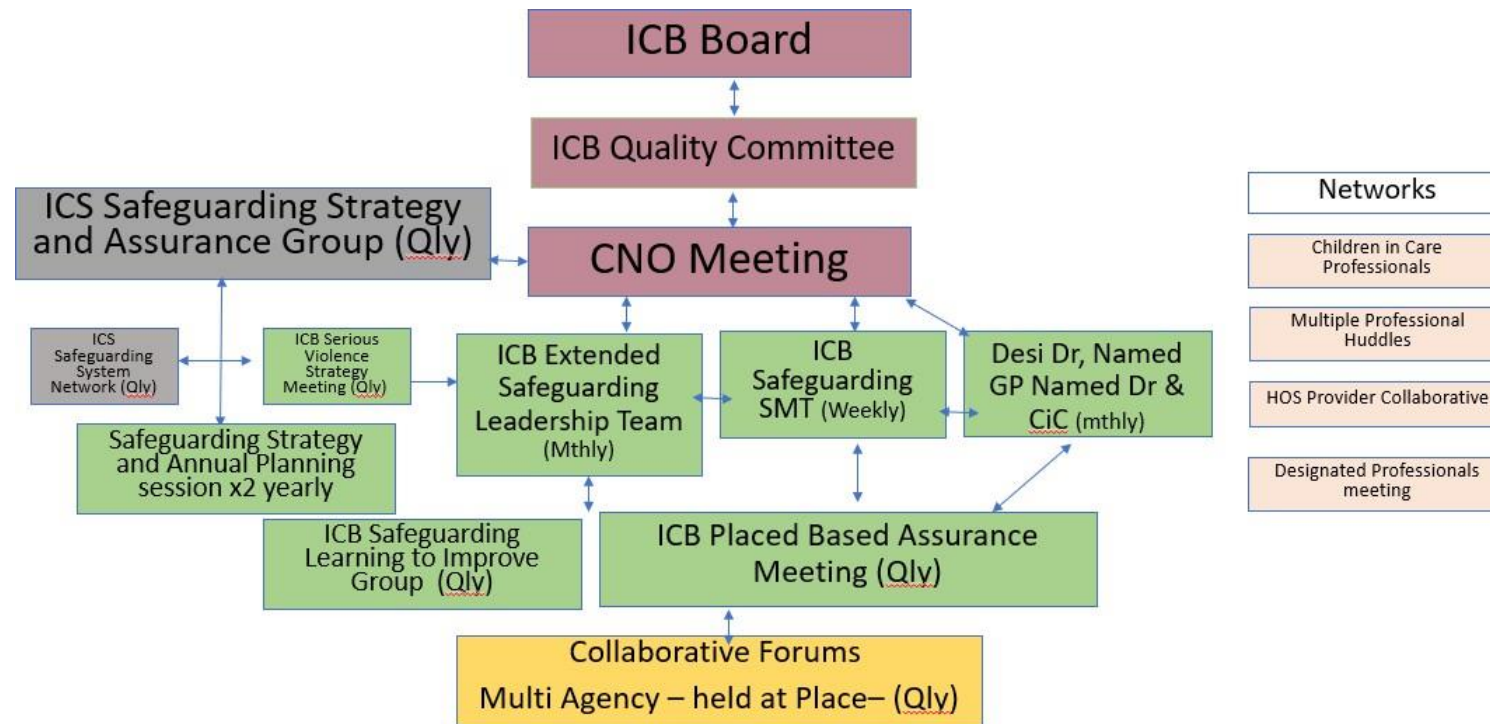 ICB Board
ICB Quality Committee
ICS Safeguarding Strategy
and Assurance Group (Qly)
CNO Meeting
ICS
Safeguarding
System
Network (Qly)
ICB Serious
Violence
Strategy
Meeting (Qly)
ICB Extended
Safeguarding
Leadership Team
(Mthly)
ICB
Safeguarding
SMT (Weekly)
Desi Dr, Named
GP Named Dr &
CiC (mthly)
Safeguarding Strategy
and Annual Planning
session x2 yearly
ICB Safeguarding
Learning to Improve
Group (Qly)
ICB Placed Based Assurance
Meeting (Qly)
Collaborative Forums
Multi Agency – held at Place– (Qly)
Networks
Children in Care
Professionals
Multiple Professional
Huddles
HOS Provider Collaborative
Designated Professionals
meeting